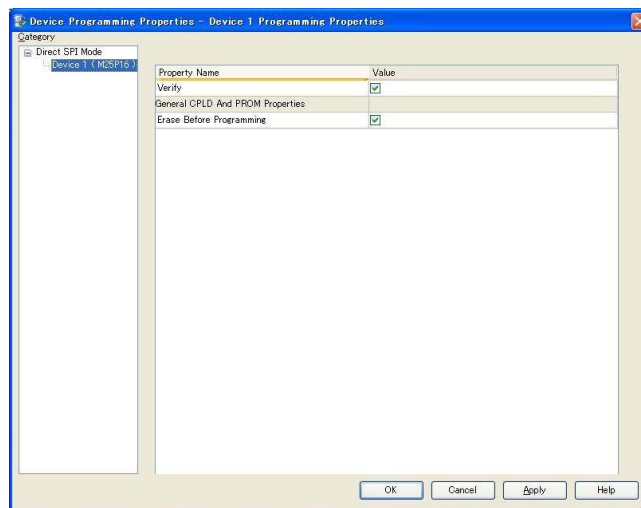 Device Programming Properties - Device 1 Programming Properties
Category
Direct SPI Mode
Device 1 ( M25P16 )
Property Name Value
Verify
General CPLD And PROM Properties
Erase Before Programming
OK Cancel Apply Help